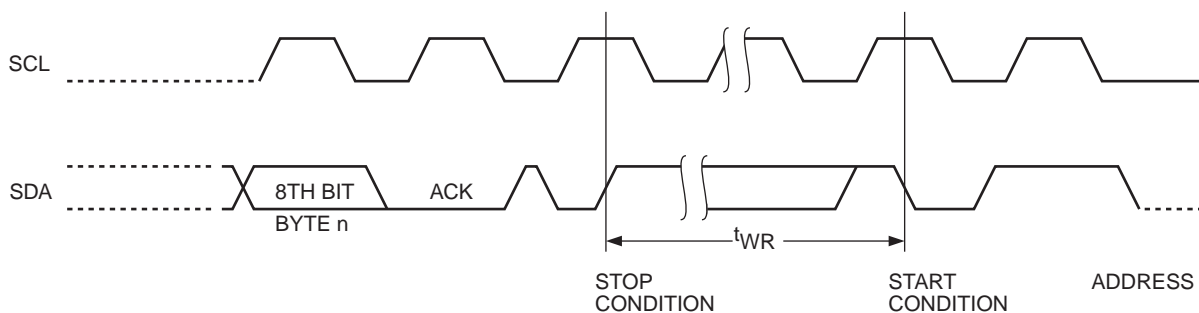 SCL
SDA
8TH BIT
ACK
BYTE n
tWR
STOP
CONDITION
START
CONDITION
ADDRESS